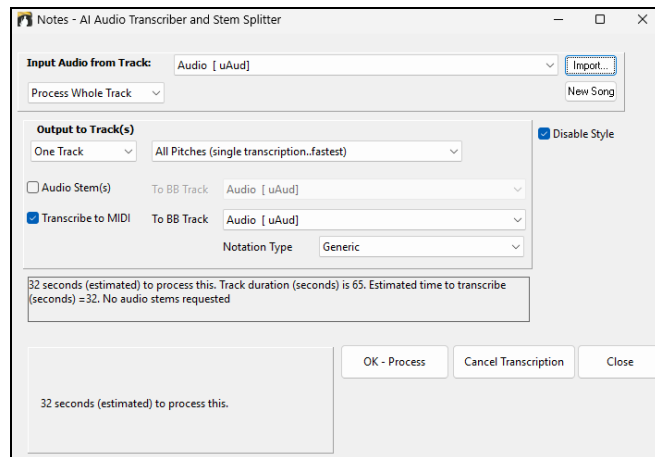 Notes - AI Audio Transcriber and Stem Splitter
Input Audio from Track: Audio [ uAud] Import...
Process Whole Track New Song
Output to Track(s) Disable Style
One Track All Pitches (single transcription..fastest)
Audio Stem(s) To BB Track Audio [ uAud]
Transcribe to MIDI To BB Track Audio [ uAud]
Notation Type Generic
32 seconds (estimated) to process this. Track duration (seconds) is 65. Estimated time to transcribe
(seconds) =32. No audio stems requested
OK - Process Cancel Transcription Close
32 seconds (estimated) to process this.